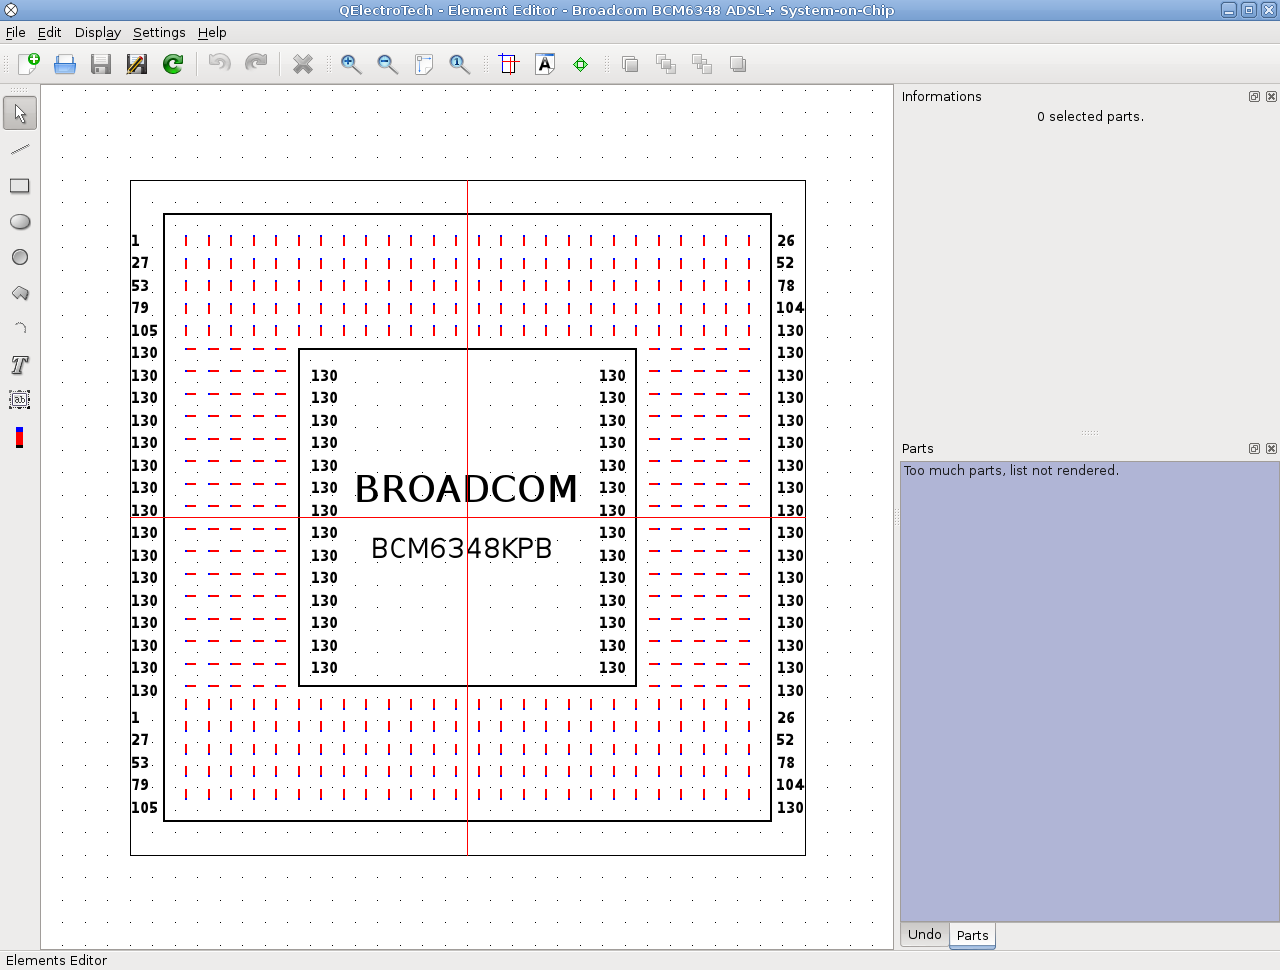 QElectroTech - Element Editor - Broadcom BCM6348 ADSL+ System-on-Chip
File Edit Display Settings Help
Informations
0 selected parts.
1 26
27 52
53 78
79 104
105 130
130 130
130 130 130 130
130 130 130 130
130 130 130 130
130 130 130 130
130 130 130 130
130 130 BROADCOM 130 130
130 130 130 130
130 130 130 130
130 130 BCM6348KPB 130 130
130 130 130 130
130 130 130 130
130 130 130 130
130 130 130 130
130 130 130 130
130 130
1 26
27 52
53 78
79 104
105 130
Parts
Too much parts, list not rendered.
Undo Parts
Elements Editor